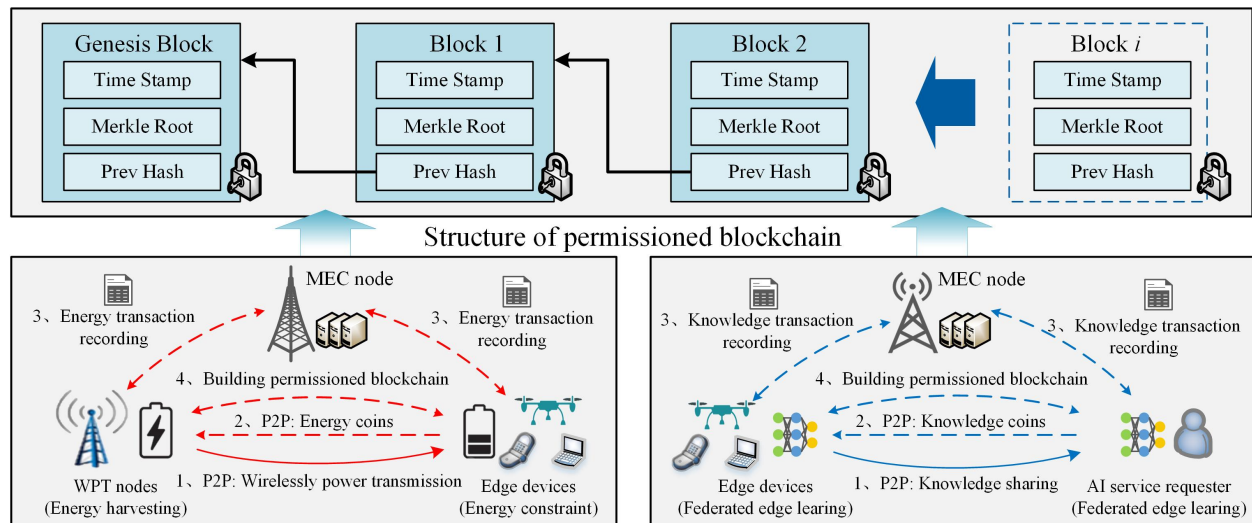 Genesis Block
Time Stamp
Merkle Root
Prev Hash
Block 1
Time Stamp
Merkle Root
Prev Hash
Block 2
Time Stamp
Merkle Root
Prev Hash
Block i
Time Stamp
Merkle Root
Prev Hash
Structure of permissioned blockchain
MEC node
3、Energy transaction
recording
3、Energy transaction
recording
4、Building permissioned blockchain
2、P2P: Energy coins
1、P2P: Wirelessly power transmission
WPT nodes
(Energy harvesting)
Edge devices
(Energy constraint)
MEC node
3、Knowledge transaction
recording
3、Knowledge transaction
recording
4、Building permissioned blockchain
2、P2P: Knowledge coins
1、P2P: Knowledge sharing
Edge devices
(Federated edge learing)
AI service requester
(Federated edge learing)